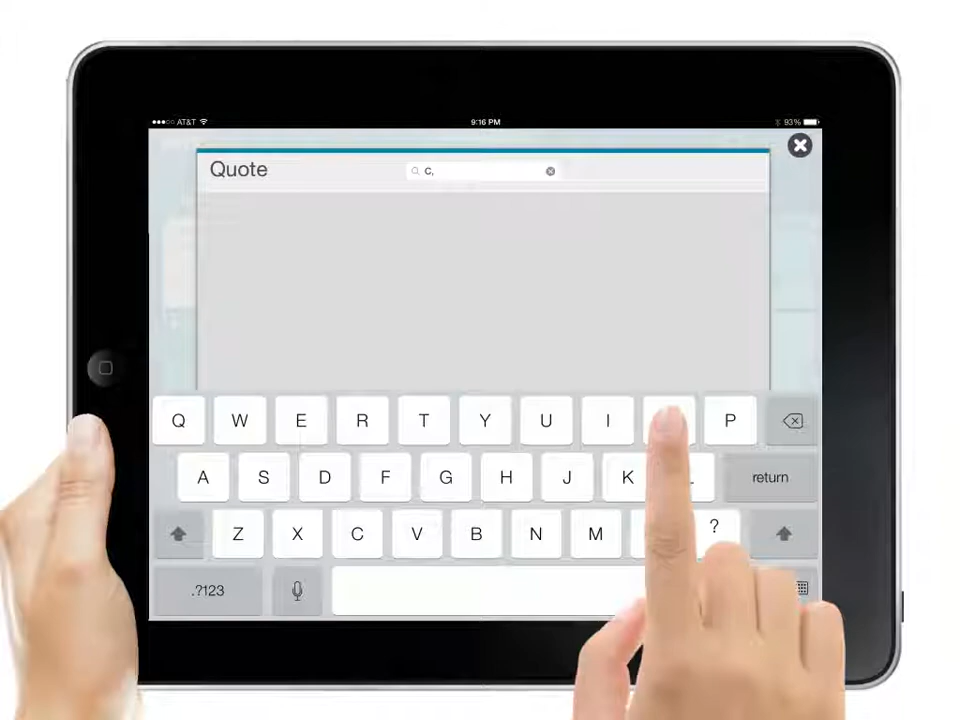 AT&T
9:16 PM
93%
Quote
C,
Q W E R T Y U I P
A S D F G H J K L return
Z X C V B N M ?
.?123